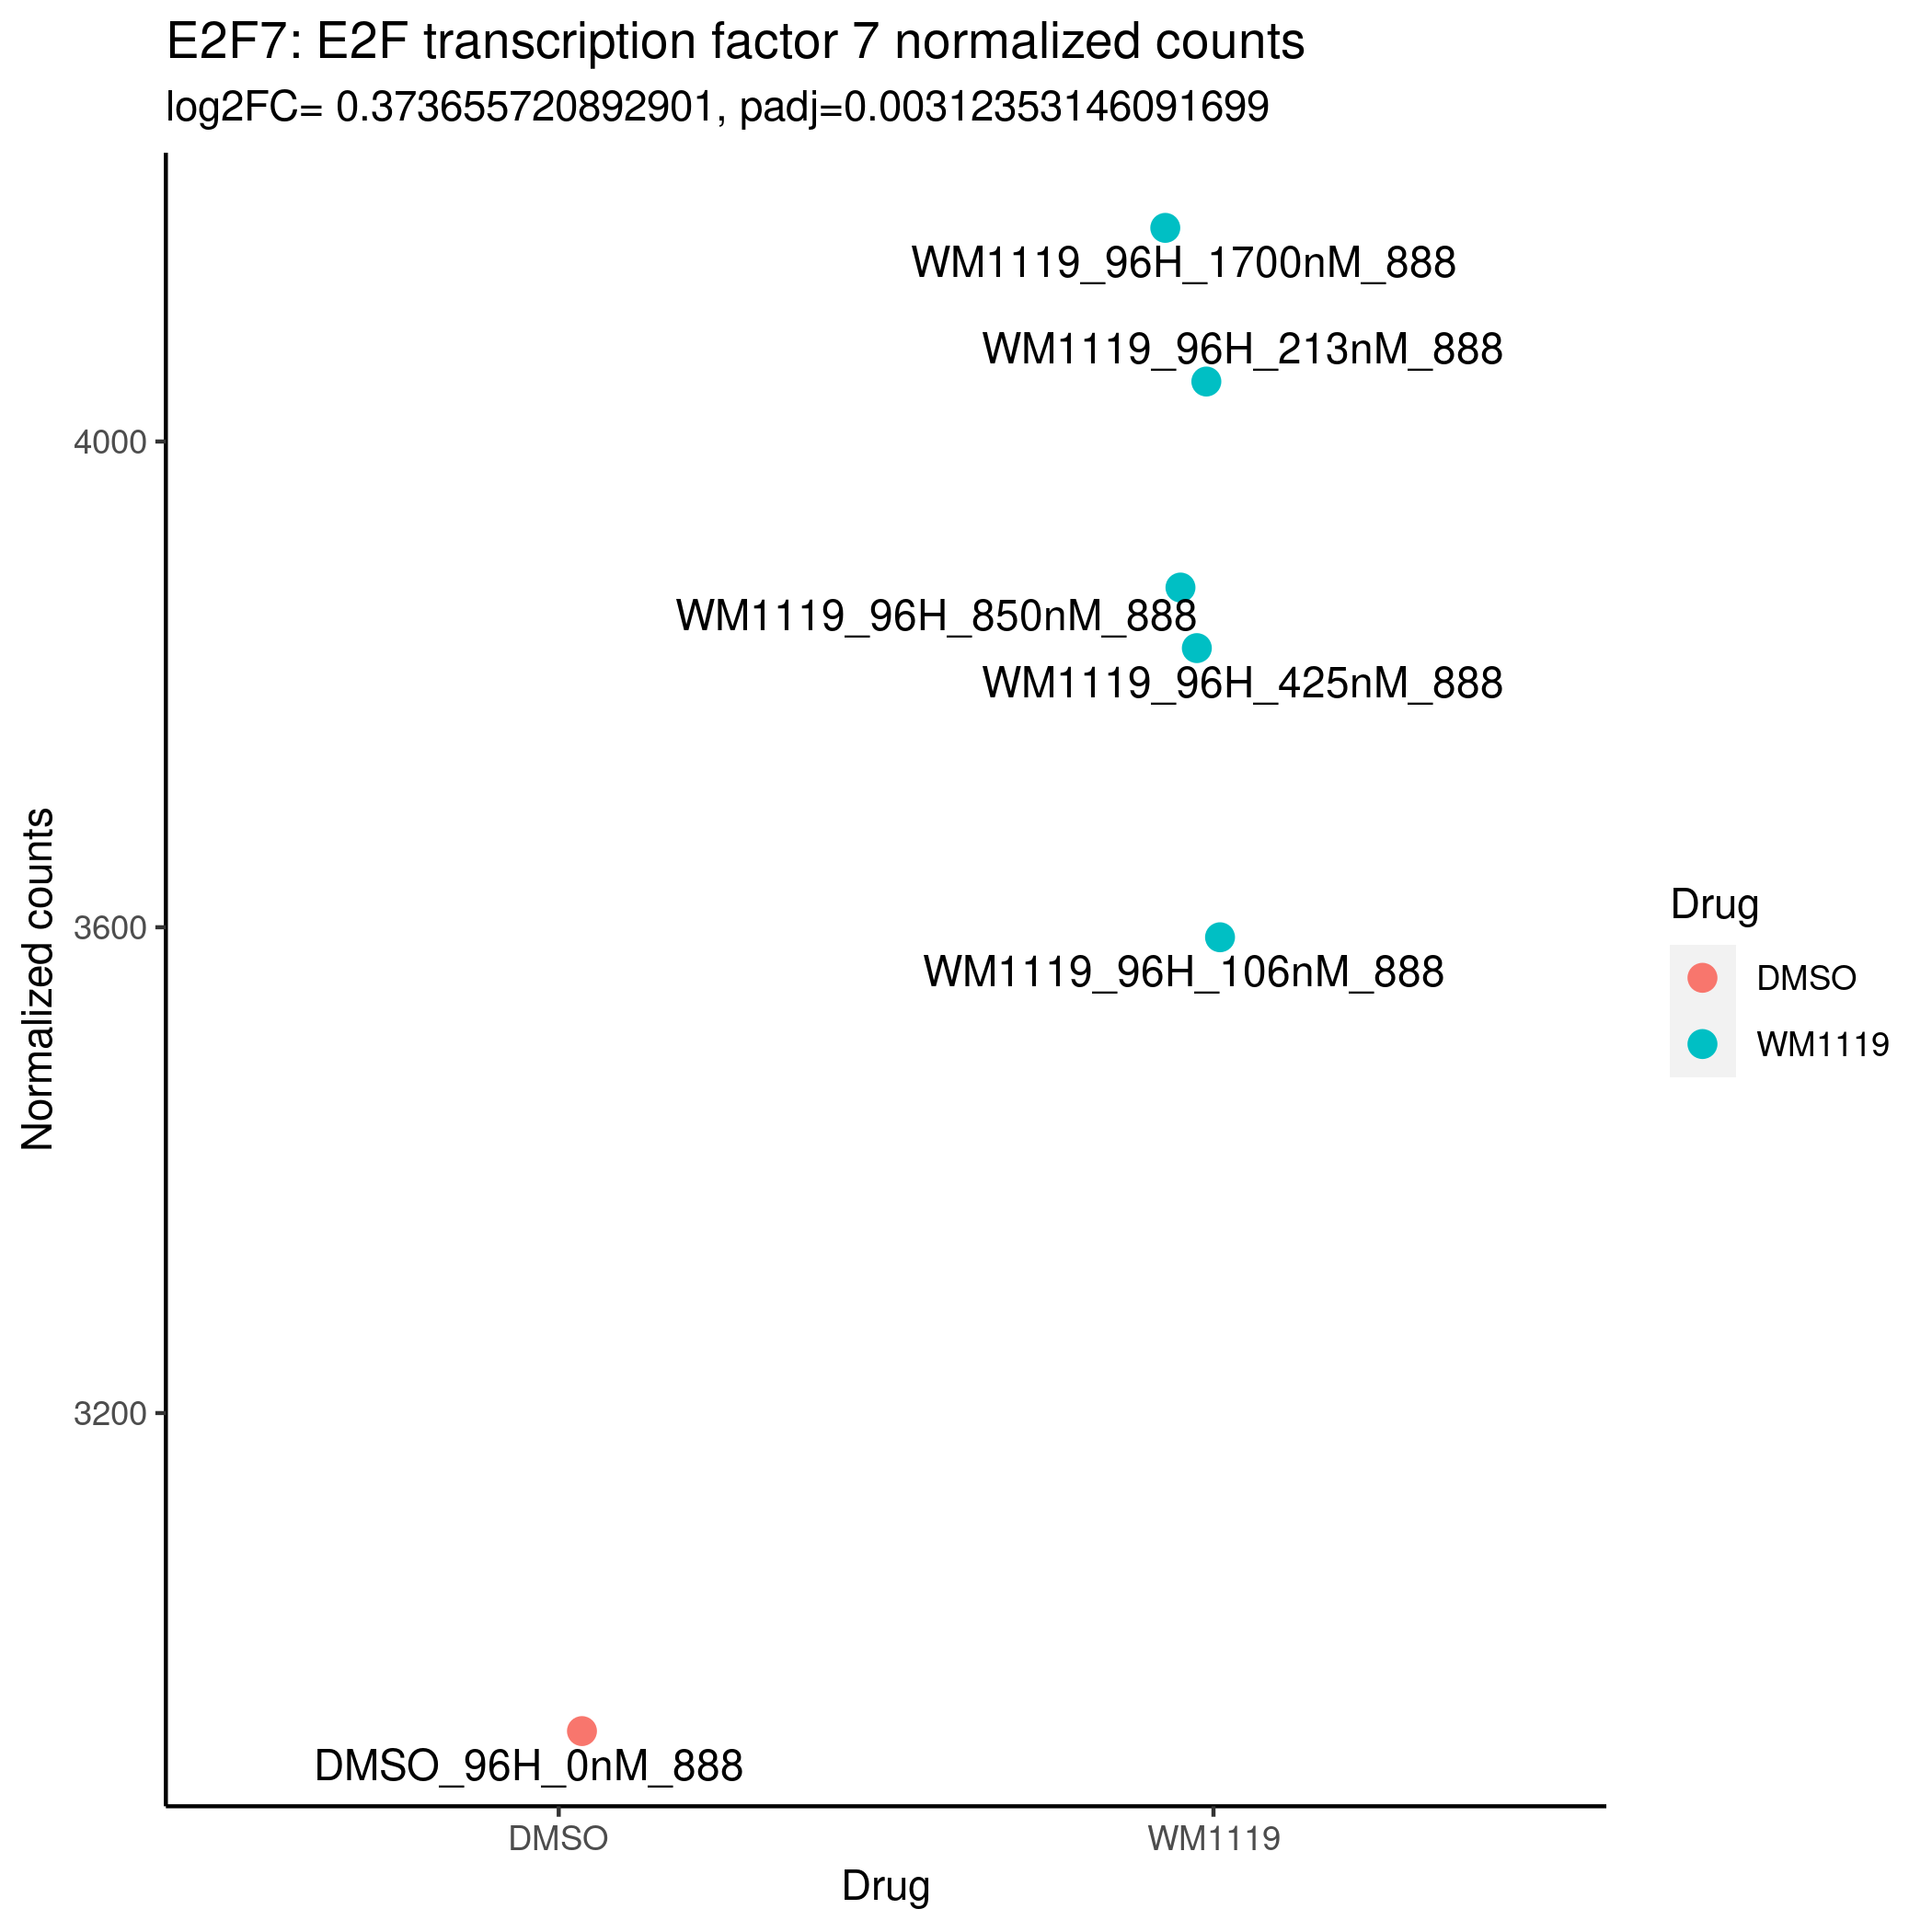 E2F7: E2F transcription factor 7 normalized counts
log2FC= 0.373655720892901, padj=0.00312353146091699
WM1119_96H_1700nM_888
WM1119_96H_213nM_888
4000
WM1119_96H_850nM_888
WM1119_96H_425nM_888
Normalized counts
3600
WM1119_96H_106nM_888
Drug
DMSO
WM1119
3200
DMSO_96H_0nM_888
DMSO
WM1119
Drug